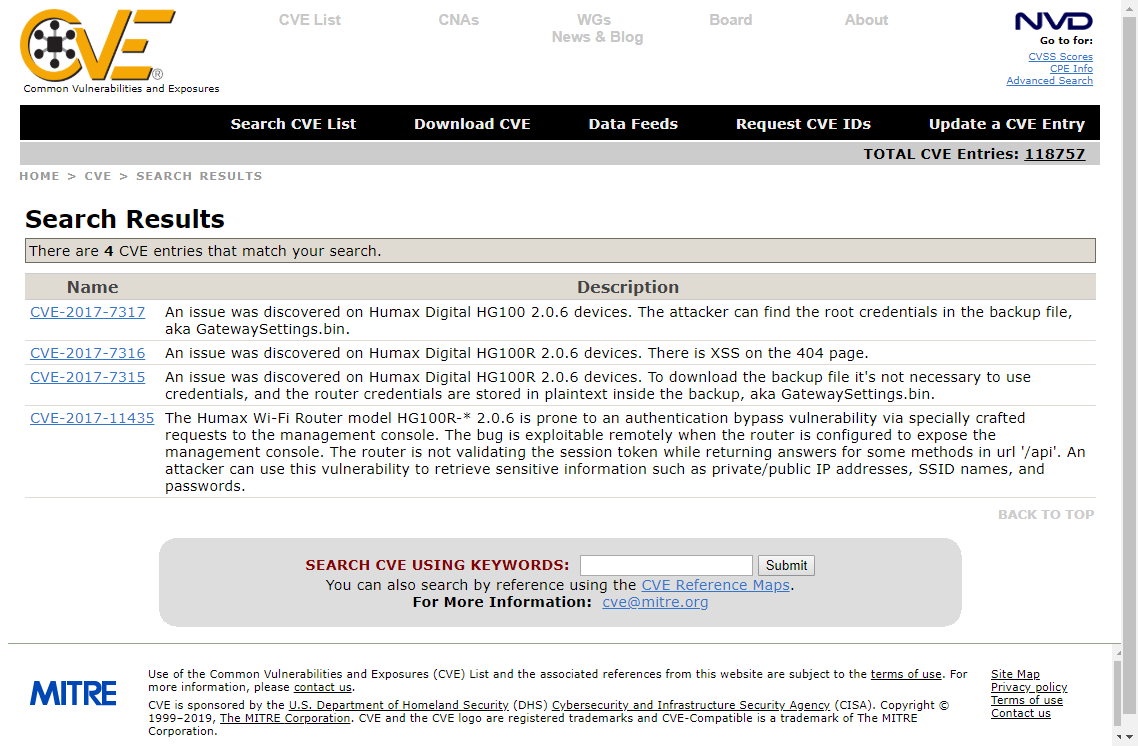 CVE®
Common Vulnerabilities and Exposures
CVE List
CNAs
WGs
News & Blog
Board
About
NVD
Go to for:
CVSS Scores
CPE Info
Advanced Search
Search CVE List
Download CVE
Data Feeds
Request CVE IDs
Update a CVE Entry
TOTAL CVE Entries: 118757
HOME > CVE > SEARCH RESULTS
Search Results
There are 4 CVE entries that match your search.
Name
Description
CVE-2017-7317
An issue was discovered on Humax Digital HG100 2.0.6 devices. The attacker can find the root credentials in the backup file,
aka GatewaySettings.bin.
CVE-2017-7316
An issue was discovered on Humax Digital HG100R 2.0.6 devices. There is XSS on the 404 page.
CVE-2017-7315
An issue was discovered on Humax Digital HG100R 2.0.6 devices. To download the backup file it's not necessary to use
credentials, and the router credentials are stored in plaintext inside the backup, aka GatewaySettings.bin.
CVE-2017-11435
The Humax Wi-Fi Router model HG100R-* 2.0.6 is prone to an authentication bypass vulnerability via specially crafted
requests to the management console. The bug is exploitable remotely when the router is configured to expose the
management console. The router is not validating the session token while returning answers for some methods in url '/api'. An
attacker can use this vulnerability to retrieve sensitive information such as private/public IP addresses, SSID names, and
passwords.
BACK TO TOP
SEARCH CVE USING KEYWORDS:
Submit
You can also search by reference using the CVE Reference Maps.
For More Information: cve@mitre.org
MITRE
Use of the Common Vulnerabilities and Exposures (CVE) List and the associated references from this website are subject to the terms of use. For
more information, please contact us.
CVE is sponsored by the U.S. Department of Homeland Security (DHS) Cybersecurity and Infrastructure Security Agency (CISA). Copyright ©
1999–2019, The MITRE Corporation. CVE and the CVE logo are registered trademarks and CVE-Compatible is a trademark of The MITRE
Corporation.
Site Map
Privacy policy
Terms of use
Contact us